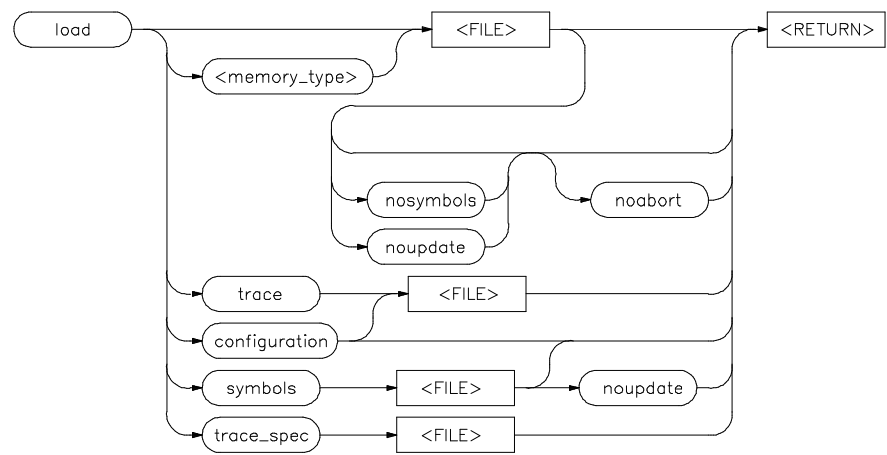 load <FILE> <RETURN>
<memory_type>
nosymbols noabort
noupdate
trace <FILE>
configuration
symbols <FILE> noupdate
trace_spec <FILE>